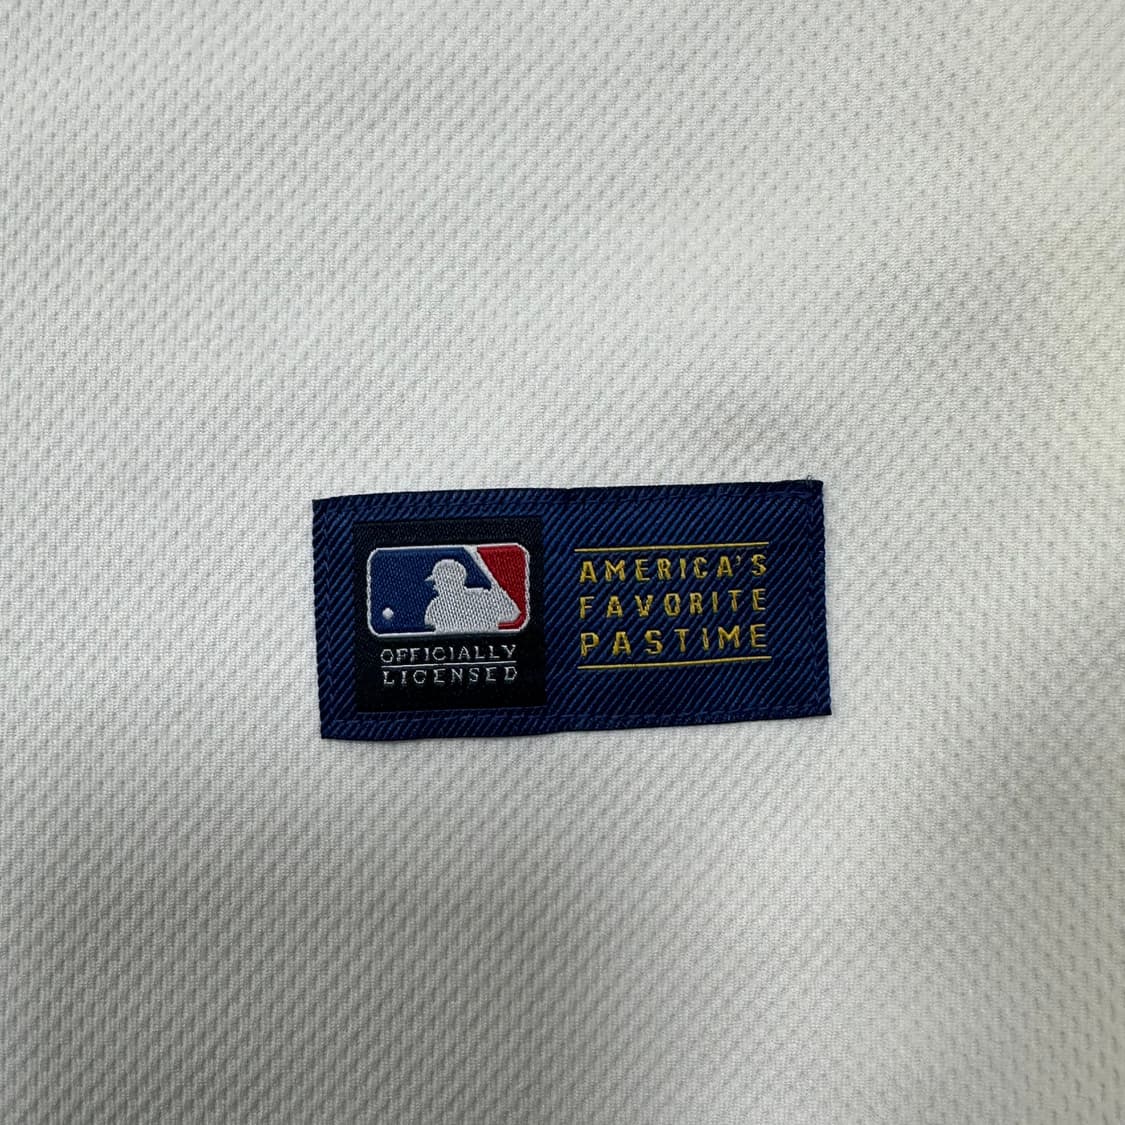 OFFICIALLY
LICENSED
AMERICA'S
FAVORITE
PASTIME